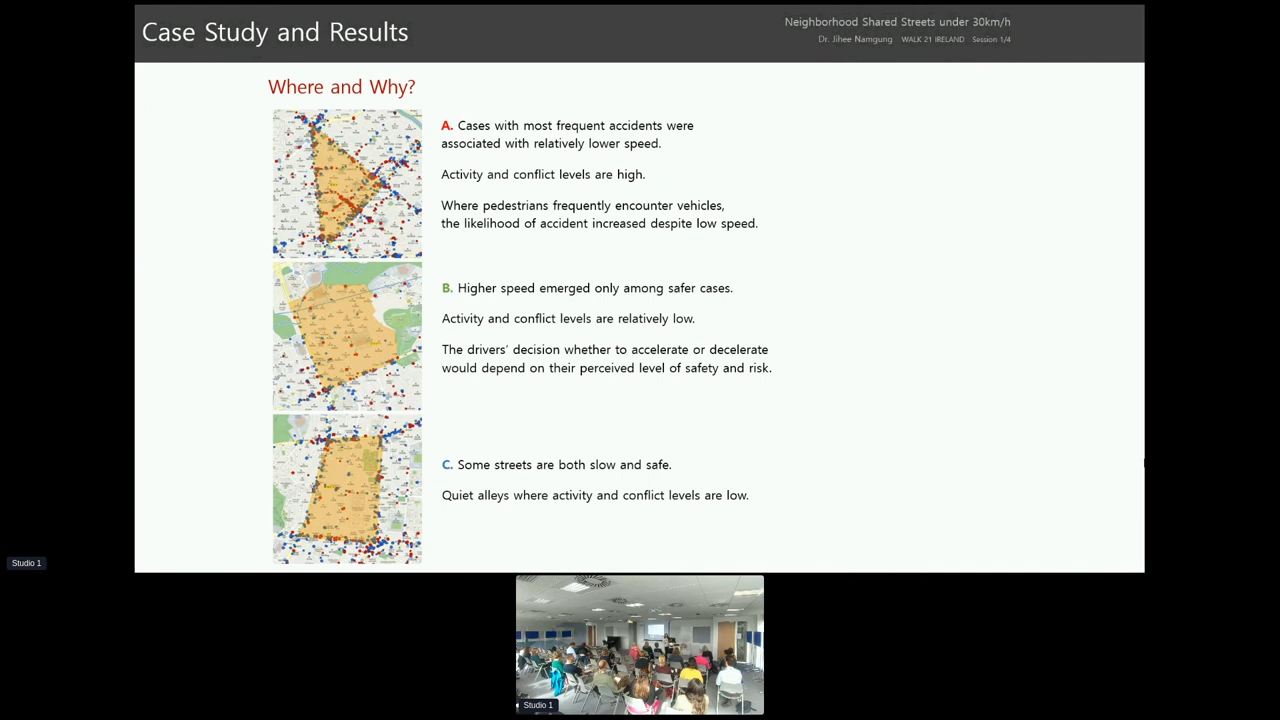 Case Study and Results
Neighborhood Shared Streets under 30km/h
Dr. Jihee Namgung WALK 21 IRELAND Session 1/4
Where and Why?
A. Cases with most frequent accidents were
associated with relatively lower speed.
Activity and conflict levels are high.
Where pedestrians frequently encounter vehicles,
the likelihood of accident increased despite low speed.
B. Higher speed emerged only among safer cases.
Activity and conflict levels are relatively low.
The drivers’ decision whether to accelerate or decelerate
would depend on their perceived level of safety and risk.
C. Some streets are both slow and safe.
Quiet alleys where activity and conflict levels are low.
Studio 1
Studio 1